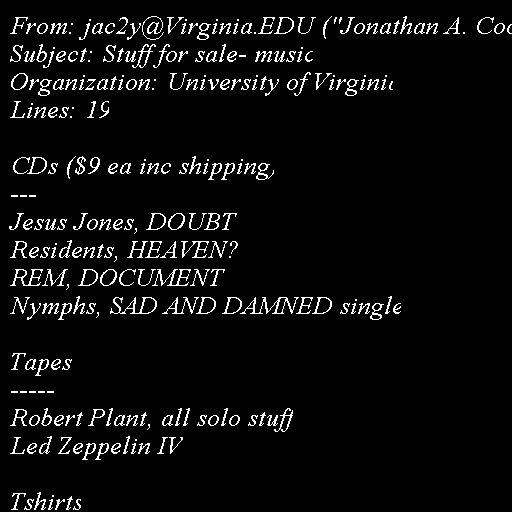 From: jac2y@Virginia.EDU ("Jonathan A. Coo
Subject: Stuff for sale- music
Organization: University of Virginia
Lines: 19

CDs ($9 ea inc shipping)
---
Jesus Jones, DOUBT
Residents, HEAVEN?
REM, DOCUMENT
Nymphs, SAD AND DAMNED single

Tapes
-----
Robert Plant, all solo stuff
Led Zeppelin IV

Tshirts